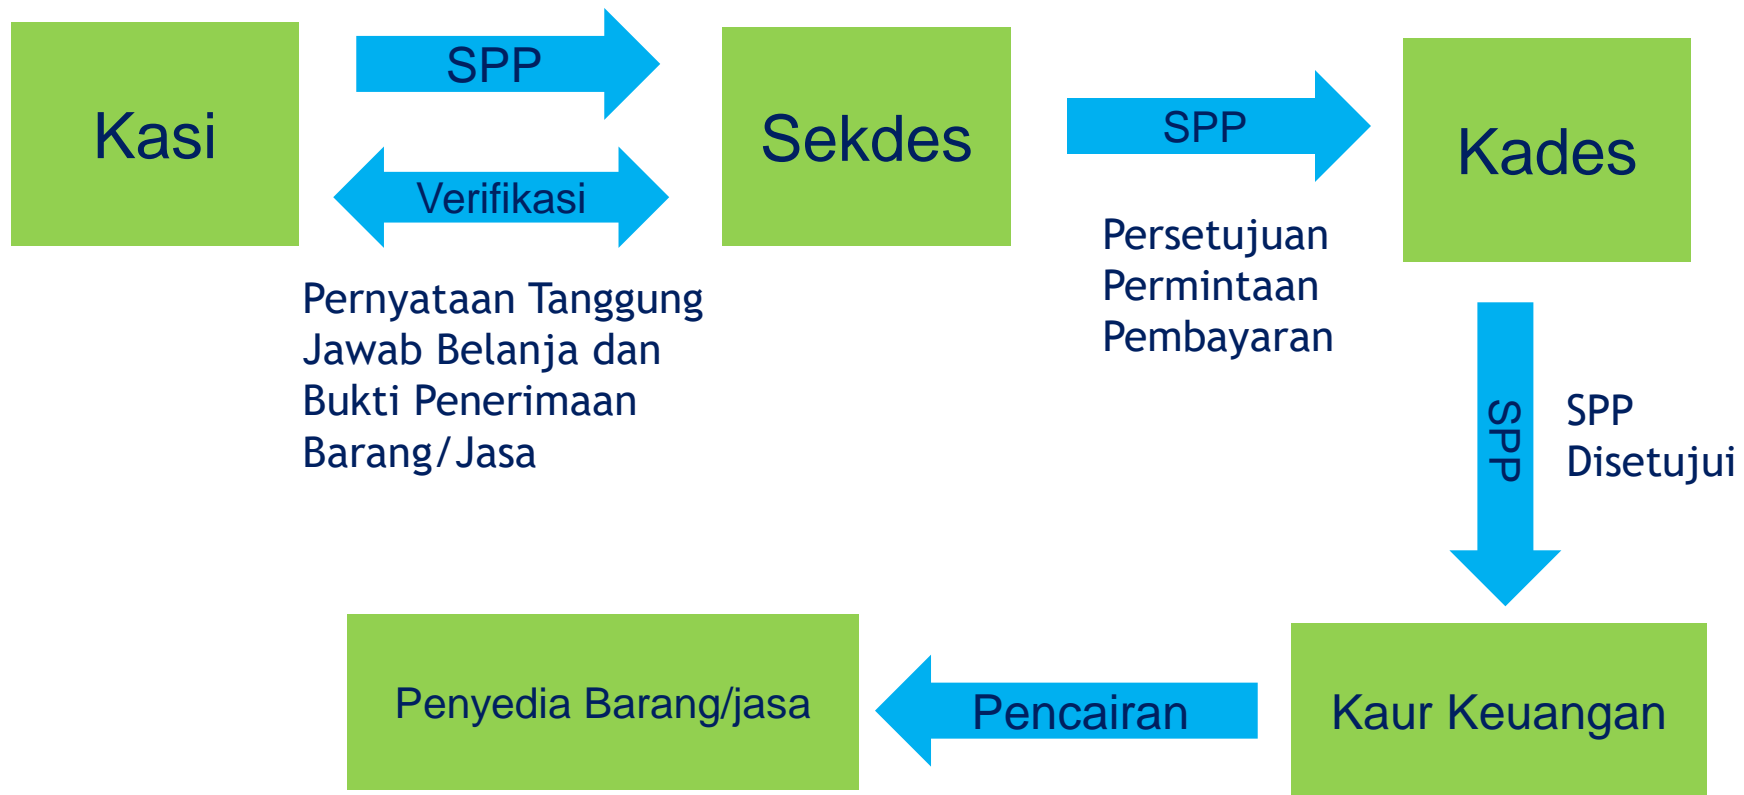 Kasi
SPP
Verifikasi
Pernyataan Tanggung
Jawab Belanja dan
Bukti Penerimaan
Barang/Jasa
Sekdes
SPP
Persetujuan
Permintaan
Pembayaran
Kades
SPP
SPP
Disetujui
Kaur Keuangan
Pencairan
Penyedia Barang/jasa